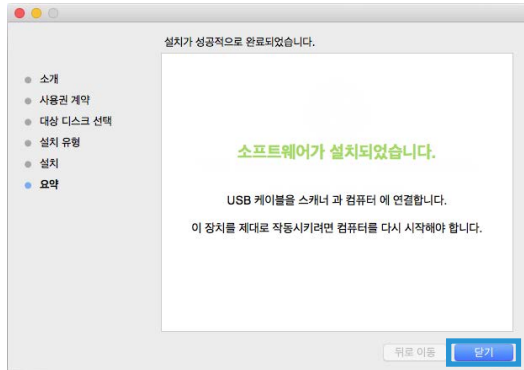 설치가 성공적으로 완료되었습니다.
소개
사용권 계약
대상 디스크 선택
설치 유형
설치
요약
소프트웨어가 설치되었습니다.
USB 케이블을 스캐너 과 컴퓨터 에 연결합니다.
이 장치를 제대로 작동시키려면 컴퓨터를 다시 시작해야 합니다.
뒤로 이동
닫기